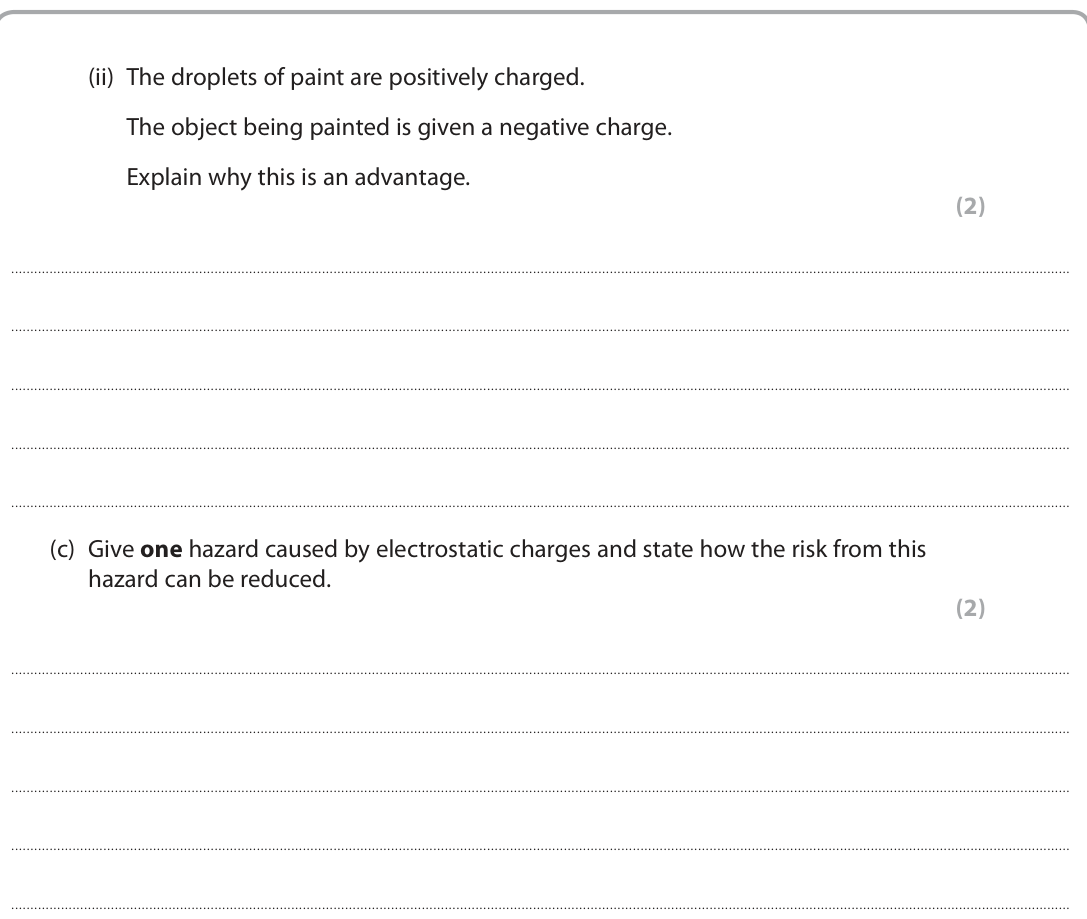 (ii) The droplets of paint are positively charged.
The object being painted is given a negative charge.
Explain why this is an advantage.
(2)
(c) Give one hazard caused by electrostatic charges and state how the risk from this
hazard can be reduced.
(2)